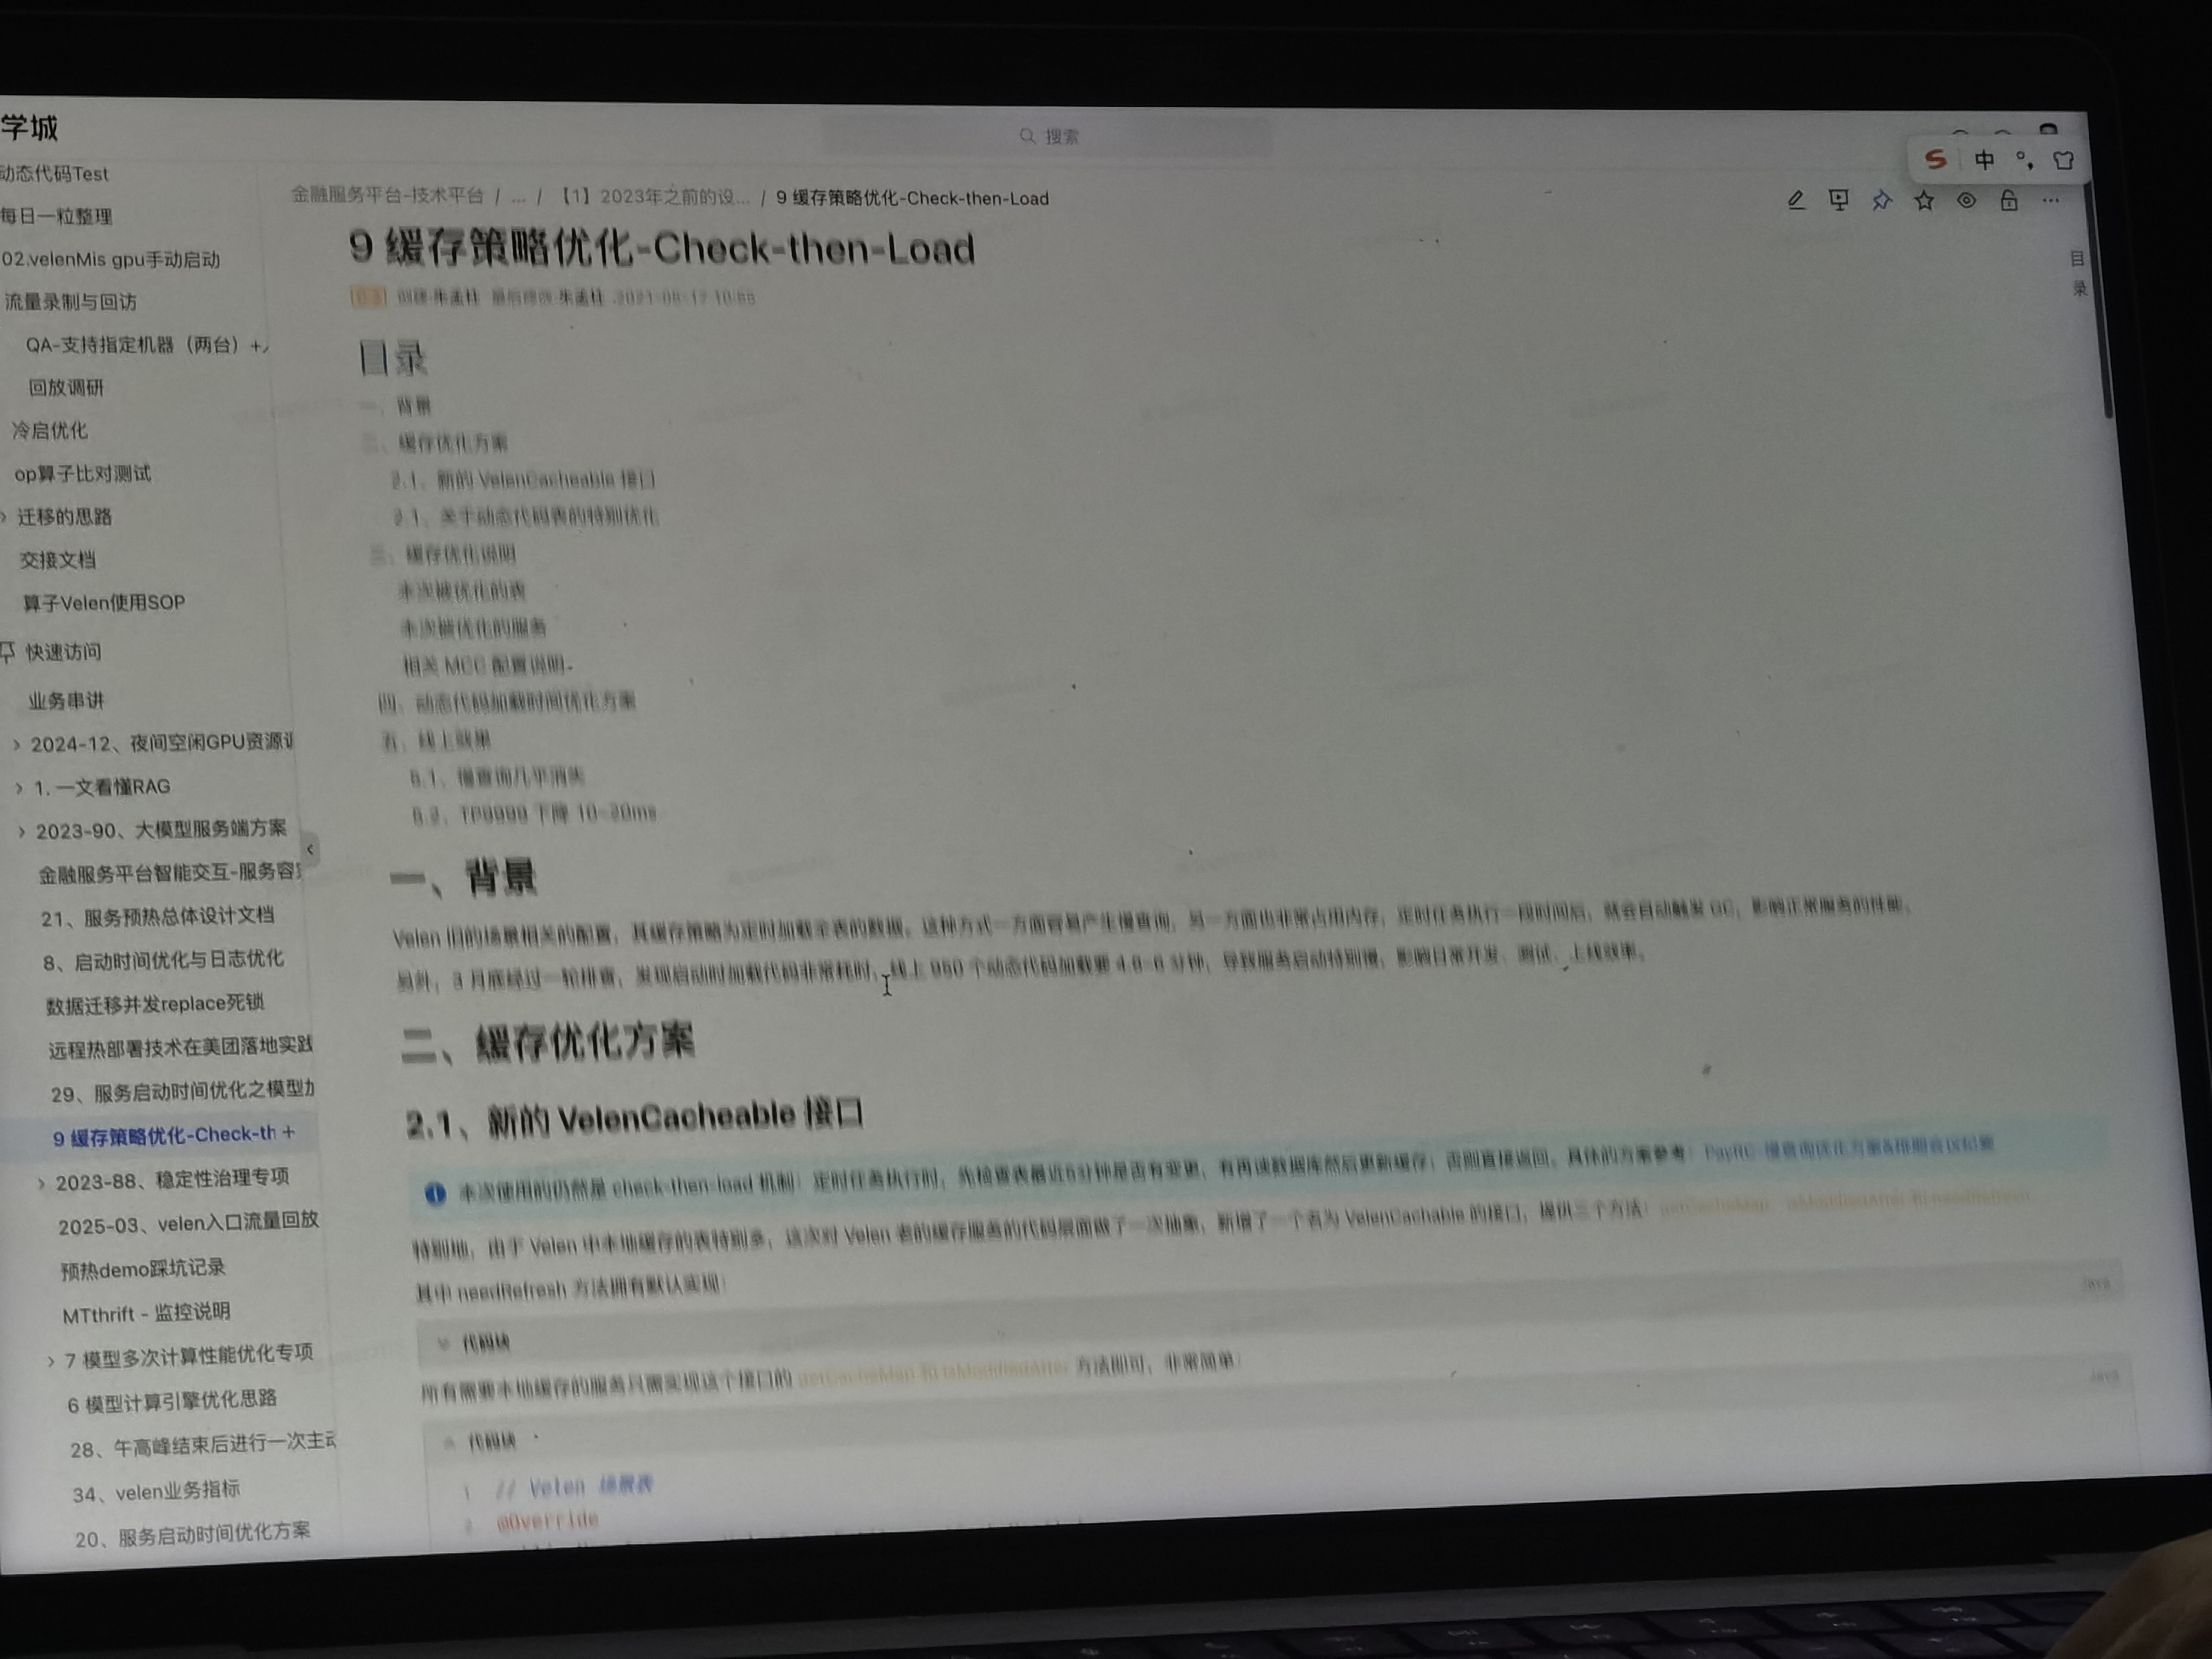 学城
搜索
中
动态代码Test
每日一粒整理
02.velenMis gpu手动启动
流量录制与回访
QA-支持指定机器（两台）+
回放调研
冷启优化
op算子比对测试
迁移的思路
交接文档
算子Velen使用SOP
快速访问
业务串讲
2024-12、夜间空闲GPU资源
1. 一文看懂RAG
2023-90、大模型服务端方案
金融服务平台智能交互-服务容
21、服务预热总体设计文档
8、启动时间优化与日志优化
数据迁移并发replace死锁
远程热部署技术在美团落地实践
29、服务启动时间优化之模型加
9 缓存策略优化-Check-th +
2023-88、稳定性治理专项
2025-03、velen入口流量回放
预热demo踩坑记录
MTthrift - 监控说明
7 模型多次计算性能优化专项
6 模型计算引擎优化思路
28、午高峰结束后进行一次主动
34、velen业务指标
20、服务启动时间优化方案
金融服务平台-技术平台 / ... / 【1】2023年之前的设... / 9 缓存策略优化-Check-then-Load
目录
9 缓存策略优化-Check-then-Load
目录
一、背景
二、缓存优化方案
2.1、新的 VelenCacheable 接口
2.1、关于动态代码表的特别优化
三、缓存优化说明
本次被优化的表
本次被优化的服务
相关 MCC 配置说明
四、动态代码加载时间优化方案
五、线上效果
5.1、慢查询几乎消失
5.2、TP9999 下降 10-20ms
一、背景
Velen 旧的场景相关的配置，其缓存策略为定时加载全表的数据。这种方式一方面容易产生慢查询，另一方面也非常占用内存，定时任务执行一段时间后，就会自动触发 GC，影响正常服务的性能。
另外，3 月底经过一轮排查，发现启动时加载代码非常耗时，线上 950 个动态代码加载要 分钟，导致服务启动特别慢，影响日常开发、测试、上线效率。
二、缓存优化方案
2.1、新的 VelenCacheable 接口
本次使用的仍然是 check-then-load 机制：定时任务执行时，先检查表最近5分钟是否有变更，有再读数据库然后更新缓存；否则直接返回。具体的方案参考：
特别地，由于 Velen 中本地缓存的表特别多，这次对 Velen 表的缓存服务的代码层面做了一次抽象，新增了一个名为 VelenCachable 的接口，提供三个方法：getCacheMap、isModifiedAfter 和 needRefresh
其中 needRefresh 方法拥有默认实现：
代码块
Java
所有需要本地缓存的服务只需实现这个接口的 getCacheMap 和 isModifiedAfter 方法即可，非常简单：
代码块
Java
1 // Velen 场景表
2 @Override